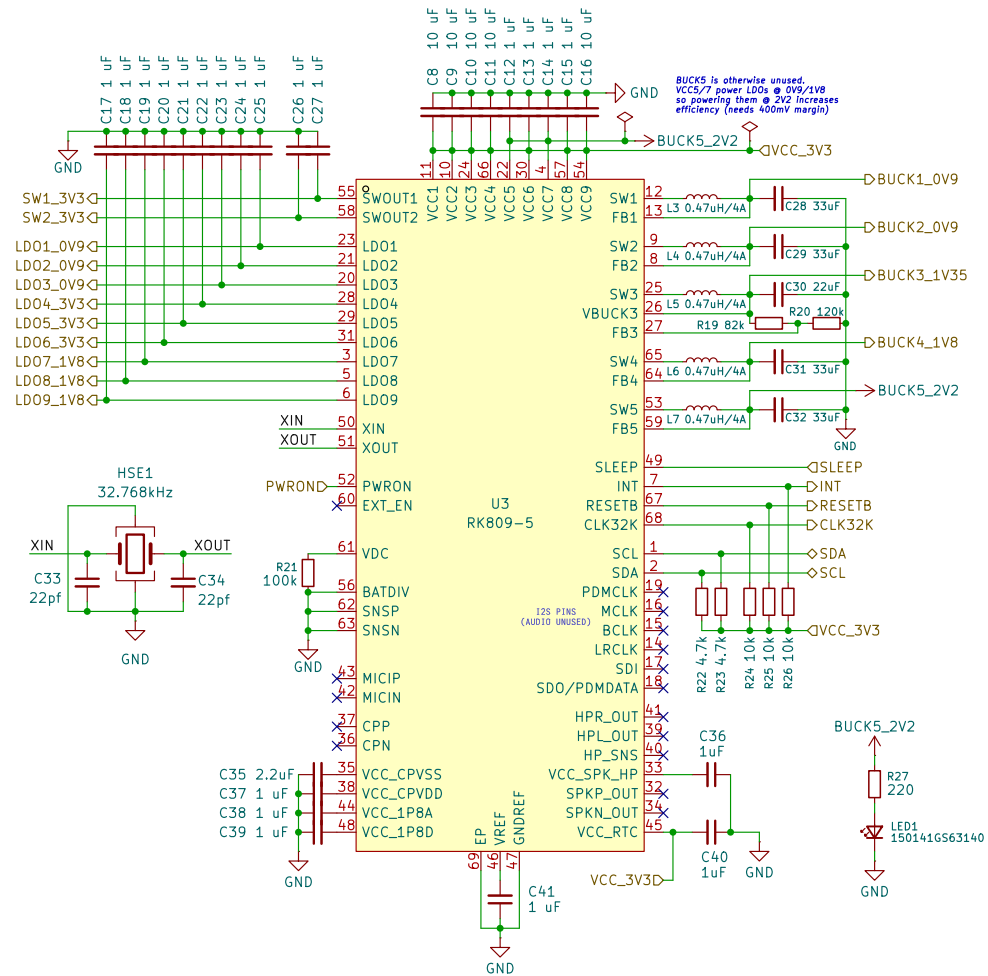 C8 10 uF
C9 10 uF
C10 10 uF
C11 10 uF
C12 1 uF
C13 1 uF
C14 1 uF
C15 1 uF
C16 10 uF
GND
BUCK5 is otherwise unused.
VCC5/7 power LDOs @ 0V9/1V8
so powering them @ 2V2 increases
efficiency (needs 400mV margin)
BUCK5_2V2
VCC_3V3
C17 1 uF
C18 1 uF
C19 1 uF
C20 1 uF
C21 1 uF
C22 1 uF
C23 1 uF
C24 1 uF
C25 1 uF
C26 1 uF
C27 1 uF
GND
11 10 24 66 22 30 4 57 54
VCC1 VCC2 VCC3 VCC4 VCC5 VCC6 VCC7 VCC8 VCC9
SW1_3V3 55 SWOUT1
SW2_3V3 58 SWOUT2
LDO1_0V9 23 LDO1
LDO2_0V9 21 LDO2
LDO3_0V9 20 LDO3
LDO4_3V3 28 LDO4
LDO5_3V3 29 LDO5
LDO6_3V3 31 LDO6
LDO7_1V8 3 LDO7
LDO8_1V8 5 LDO8
LDO9_1V8 6 LDO9
XIN 50 XIN
XOUT 51 XOUT
PWRON 52 PWRON
60 EXT_EN
61 VDC
R21
100k
56 BATDIV
62 SNSP
63 SNSN
GND
43 MICIP
42 MICIN
37 CPP
36 CPN
C35 2.2uF 35 VCC_CPVSS
C37 1 uF 38 VCC_CPVDD
C38 1 uF 44 VCC_1P8A
C39 1 uF 48 VCC_1P8D
GND
HSE1
32.768kHz
XIN
XOUT
C33
22pf
C34
22pf
GND
U3
RK809-5
I2S PINS
(AUDIO UNUSED)
BUCK1_0V9
SW1 12
L3 0.47uH/4A
C28 33uF
FB1 13
BUCK2_0V9
SW2 9
L4 0.47uH/4A
C29 33uF
FB2 8
BUCK3_1V35
SW3 25
L5 0.47uH/4A
C30 22uF
VBUCK3 26
R19 82k
R20 120k
FB3 27
BUCK4_1V8
SW4 65
L6 0.47uH/4A
C31 33uF
FB4 64
BUCK5_2V2
SW5 53
L7 0.47uH/4A
C32 33uF
FB5 59
GND
SLEEP 49 SLEEP
INT 7 INT
RESETB 67 RESETB
CLK32K 68 CLK32K
SCL 1 SDA
SDA 2 SCL
PDMCLK 19
MCLK 16
BCLK 15
LRCLK 14
SDI 17
SDO/PDMDATA 18
VCC_3V3
R22 4.7k
R23 4.7k
R24 10k
R25 10k
R26 10k
HPR_OUT 41
HPL_OUT 39
HP_SNS 40
VCC_SPK_HP 33
SPKP_OUT 32
SPKN_OUT 34
VCC_RTC 45
C36
1uF
C40
1uF
GND
VCC_3V3
EP VREF GNDREF
69 46 47
C41
1 uF
GND
BUCK5_2V2
R27
220
LED1
150141GS63140
GND